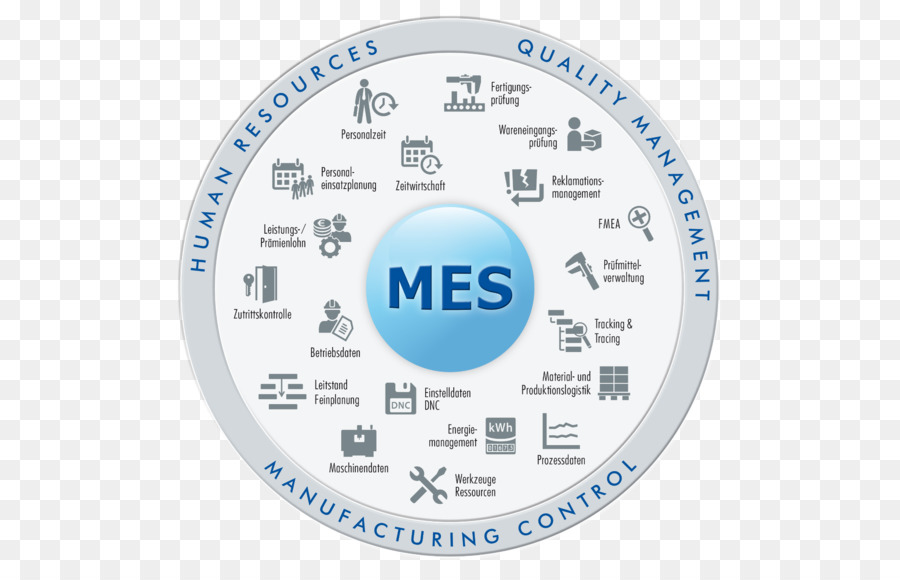 HUMAN RESOURCES
QUALITY MANAGEMENT
MANUFACTURING CONTROL
MES
Personalzeit
Zeitwirtschaft
Personal-
einsatzplanung
Leistungs-/
Prämienlohn
Zutrittskontrolle
Betriebsdaten
Fertigungs-
prüfung
Wareneingangs-
prüfung
Reklamations-
management
FMEA
Prüfmittel-
verwaltung
Tracking &
Tracing
Material- und
Produktionslogistik
Leitstand
Feinplanung
DNC
Einstelldaten
DNC
Energie-
management
kWh
01073
Prozessdaten
Maschinendaten
Werkzeuge
Ressourcen